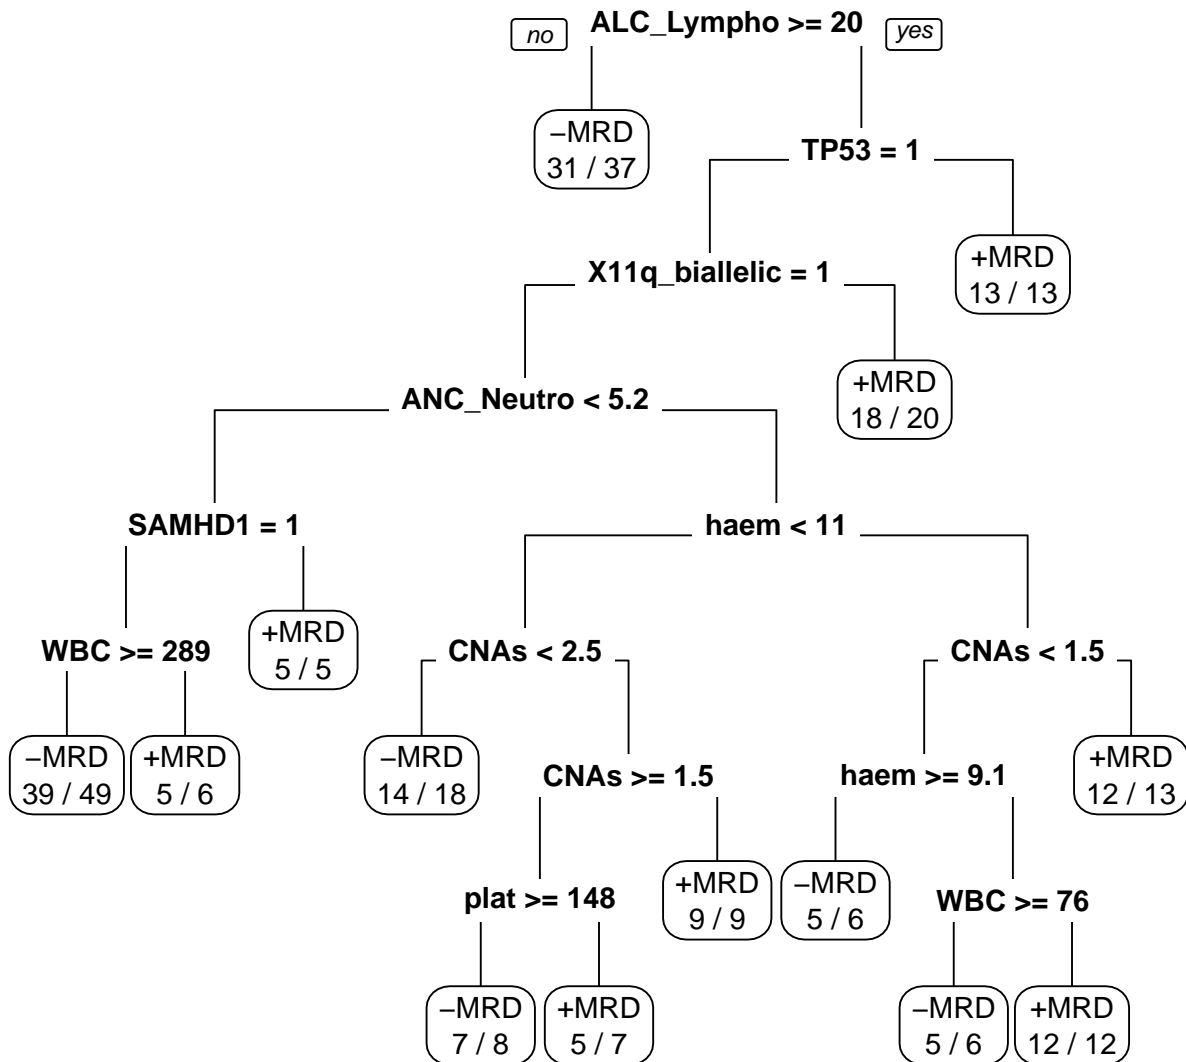 ALC_Lympho >= 20
no
yes
–MRD
31 / 37
TP53 = 1
+MRD
13 / 13
X11q_biallelic = 1
+MRD
18 / 20
ANC_Neutro < 5.2
SAMHD1 = 1
haem < 11
+MRD
5 / 5
WBC >= 289
CNAs < 2.5
CNAs < 1.5
–MRD
39 / 49
+MRD
5 / 6
–MRD
14 / 18
CNAs >= 1.5
haem >= 9.1
+MRD
12 / 13
plat >= 148
+MRD
9 / 9
–MRD
5 / 6
WBC >= 76
–MRD
7 / 8
+MRD
5 / 7
–MRD
5 / 6
+MRD
12 / 12